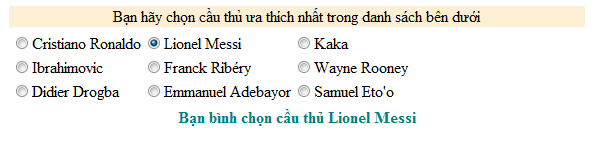 Bạn hãy chọn cầu thủ ưa thích nhất trong danh sách bên dưới
Cristiano Ronaldo Lionel Messi Kaka
Ibrahimovic Franck Ribéry Wayne Rooney
Didier Drogba Emmanuel Adebayor Samuel Eto'o
Bạn bình chọn cầu thủ Lionel Messi